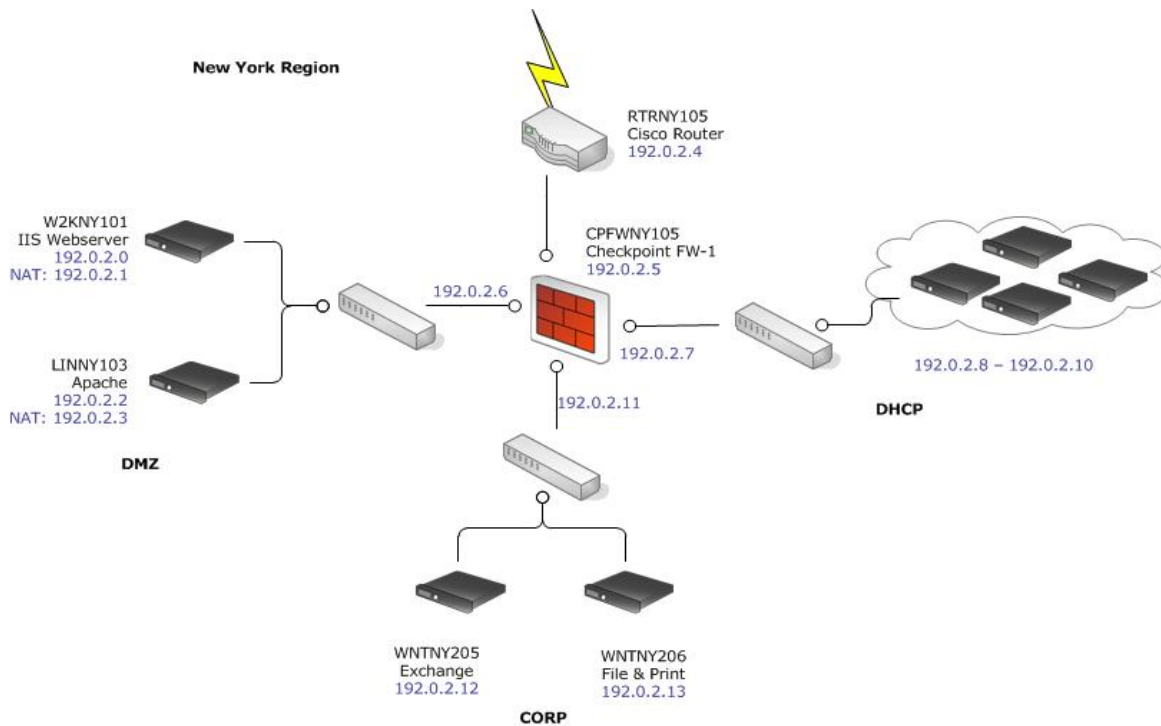 New York Region
RTRNY105
Cisco Router
192.0.2.4
W2KNY101
IIS Webserver
192.0.2.0
NAT: 192.0.2.1
CPFWNY105
Checkpoint FW-1
192.0.2.5
192.0.2.6
192.0.2.7
LINNY103
Apache
192.0.2.2
NAT: 192.0.2.3
DMZ
192.0.2.8 – 192.0.2.10
DHCP
192.0.2.11
WNTNY205
Exchange
192.0.2.12
WNTNY206
File & Print
192.0.2.13
CORP